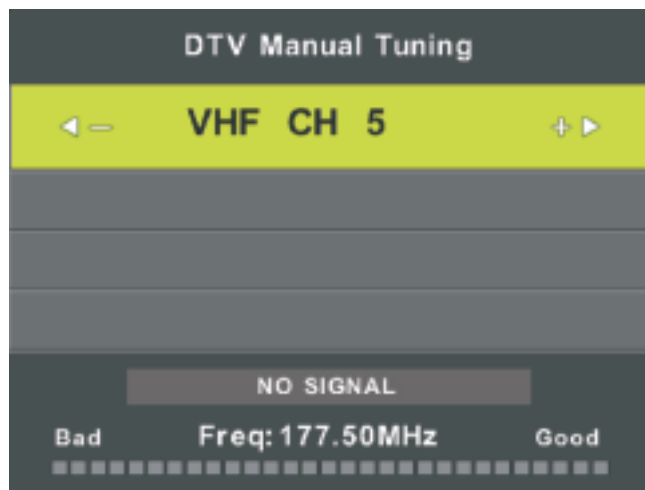 DTV Manual Tuning
− VHF CH 5 +
NO SIGNAL
Bad Freq: 177.50MHz Good